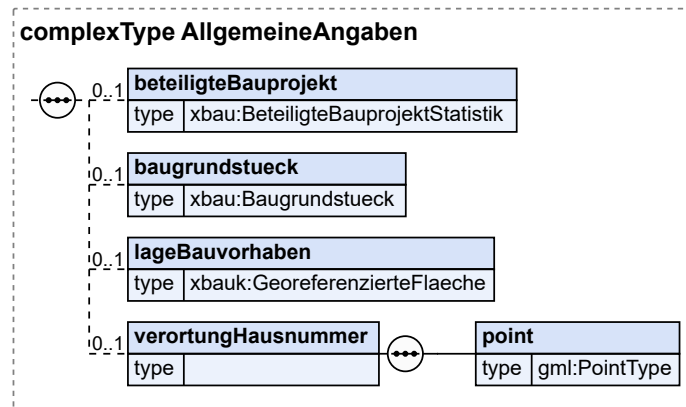 complexType AllgemeineAngaben
0..1 beteiligteBauprojekt
type xbau:BeteiligteBauprojektStatistik
0..1 baugrundstueck
type xbau:Baugrundstueck
0..1 lageBauvorhaben
type xbauk:GeoreferenzierteFlaeche
0..1 verortungHausnummer point
type type gml:PointType